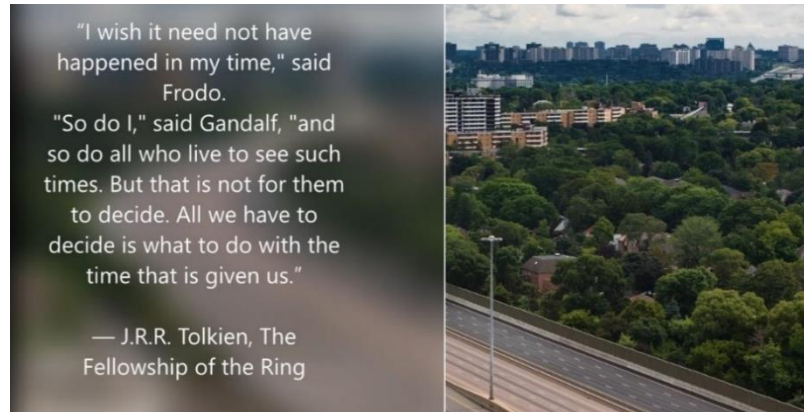 “I wish it need not have
happened in my time," said
Frodo.
"So do I," said Gandalf, "and
so do all who live to see such
times. But that is not for them
to decide. All we have to
decide is what to do with the
time that is given us.”
— J.R.R. Tolkien, The
Fellowship of the Ring